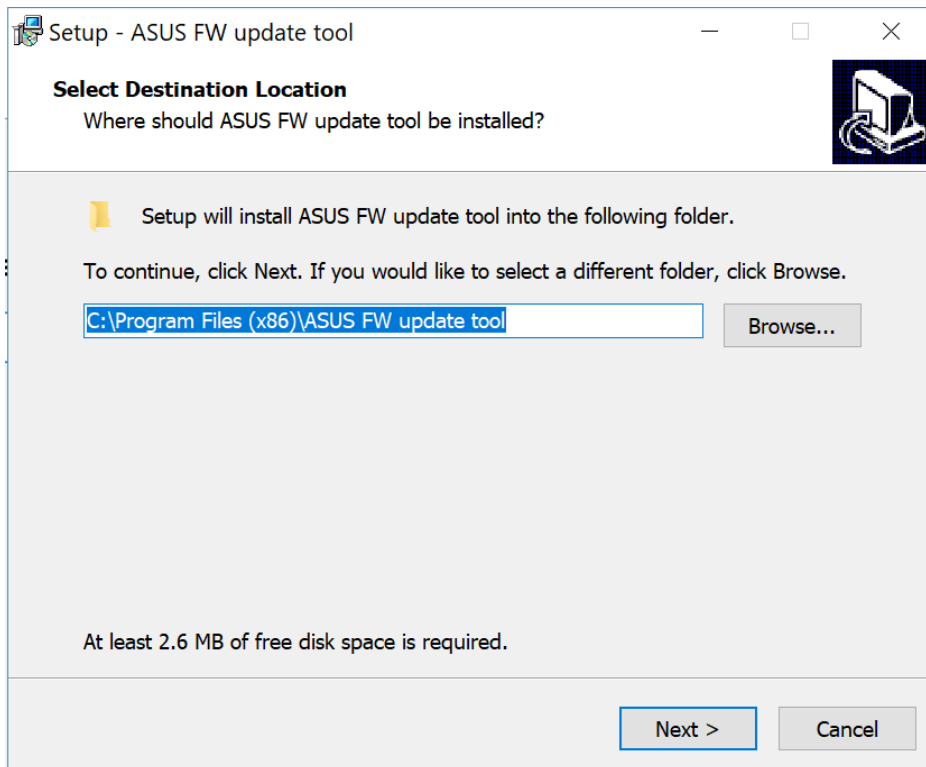 Setup - ASUS FW update tool
Select Destination Location
Where should ASUS FW update tool be installed?
Setup will install ASUS FW update tool into the following folder.
To continue, click Next. If you would like to select a different folder, click Browse.
C:\Program Files (x86)\ASUS FW update tool
Browse...
At least 2.6 MB of free disk space is required.
Next >
Cancel